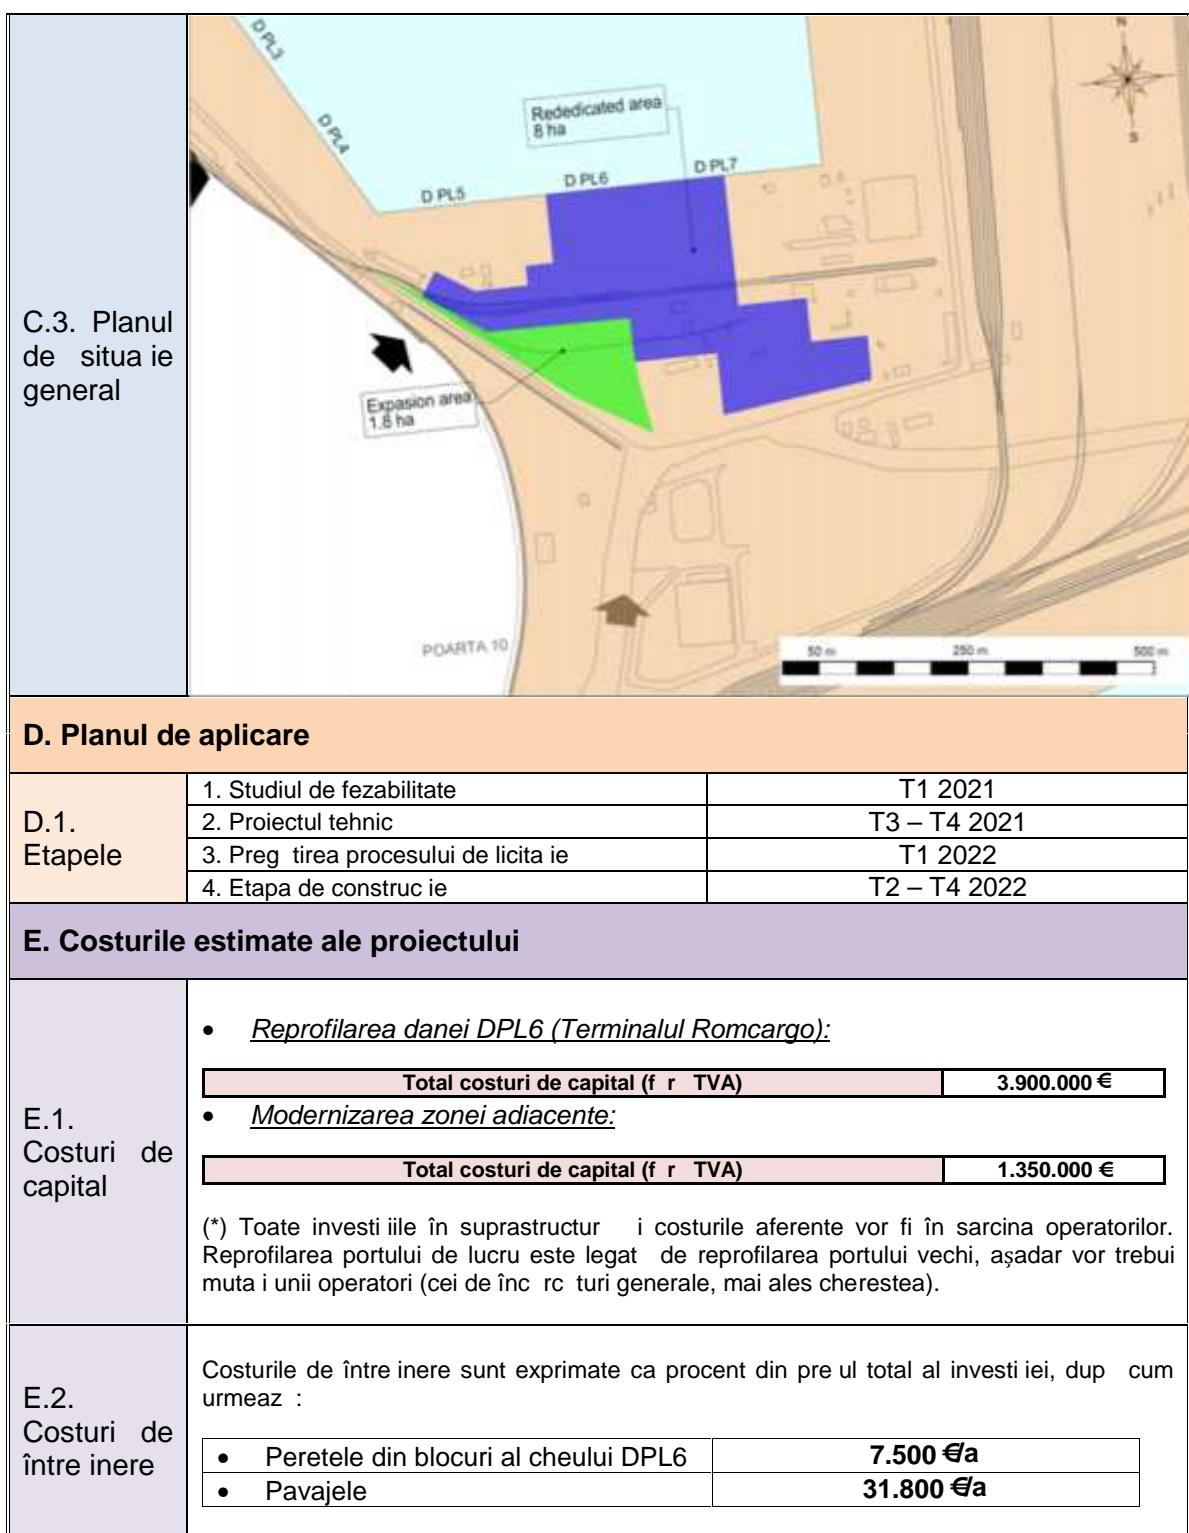 C.3. Planul
de situa ie
general
D PL3
D PL4
D PL5
D PL6
D PL7
Rededicated area
8 ha
N
S
Expasion area
1.8 ha
POARTA 10
50 m
250 m
500 m
D. Planul de aplicare
D.1.
Etapele
1. Studiul de fezabilitate T1 2021
2. Proiectul tehnic T3 – T4 2021
3. Preg tirea procesului de licita ie T1 2022
4. Etapa de construc ie T2 – T4 2022
E. Costurile estimate ale proiectului
E.1.
Costuri de
capital
• Reprofilarea danei DPL6 (Terminalul Romcargo):
Total costuri de capital (f r TVA) 3.900.000 €
• Modernizarea zonei adiacente:
Total costuri de capital (f r TVA) 1.350.000 €
(*) Toate investi iile în suprastructur i costurile aferente vor fi în sarcina operatorilor.
Reprofilarea portului de lucru este legat de reprofilarea portului vechi, așadar vor trebui
muta i unii operatori (cei de înc rc turi generale, mai ales cherestea).
E.2.
Costuri de
între inere
Costurile de între inere sunt exprimate ca procent din pre ul total al investi iei, dup cum
urmeaz :
• Peretele din blocuri al cheului DPL6 7.500 €/a
• Pavajele 31.800 €/a